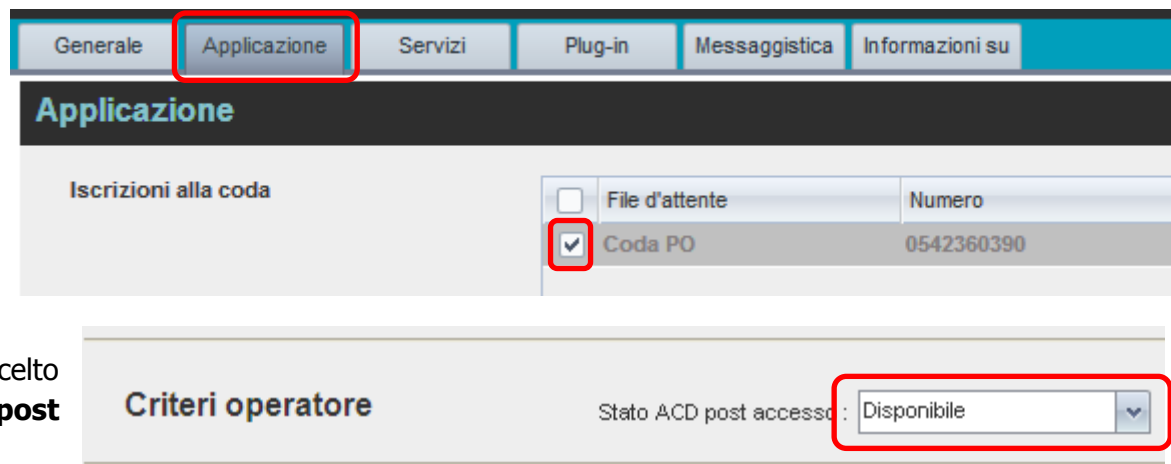 Generale Applicazione Servizi Plug-in Messaggistica Informazioni su
Applicazione
Iscrizioni alla coda
File d'attente Numero
Coda PO 0542360390
celto
post
Criteri operatore
Stato ACD post accesso : Disponibile